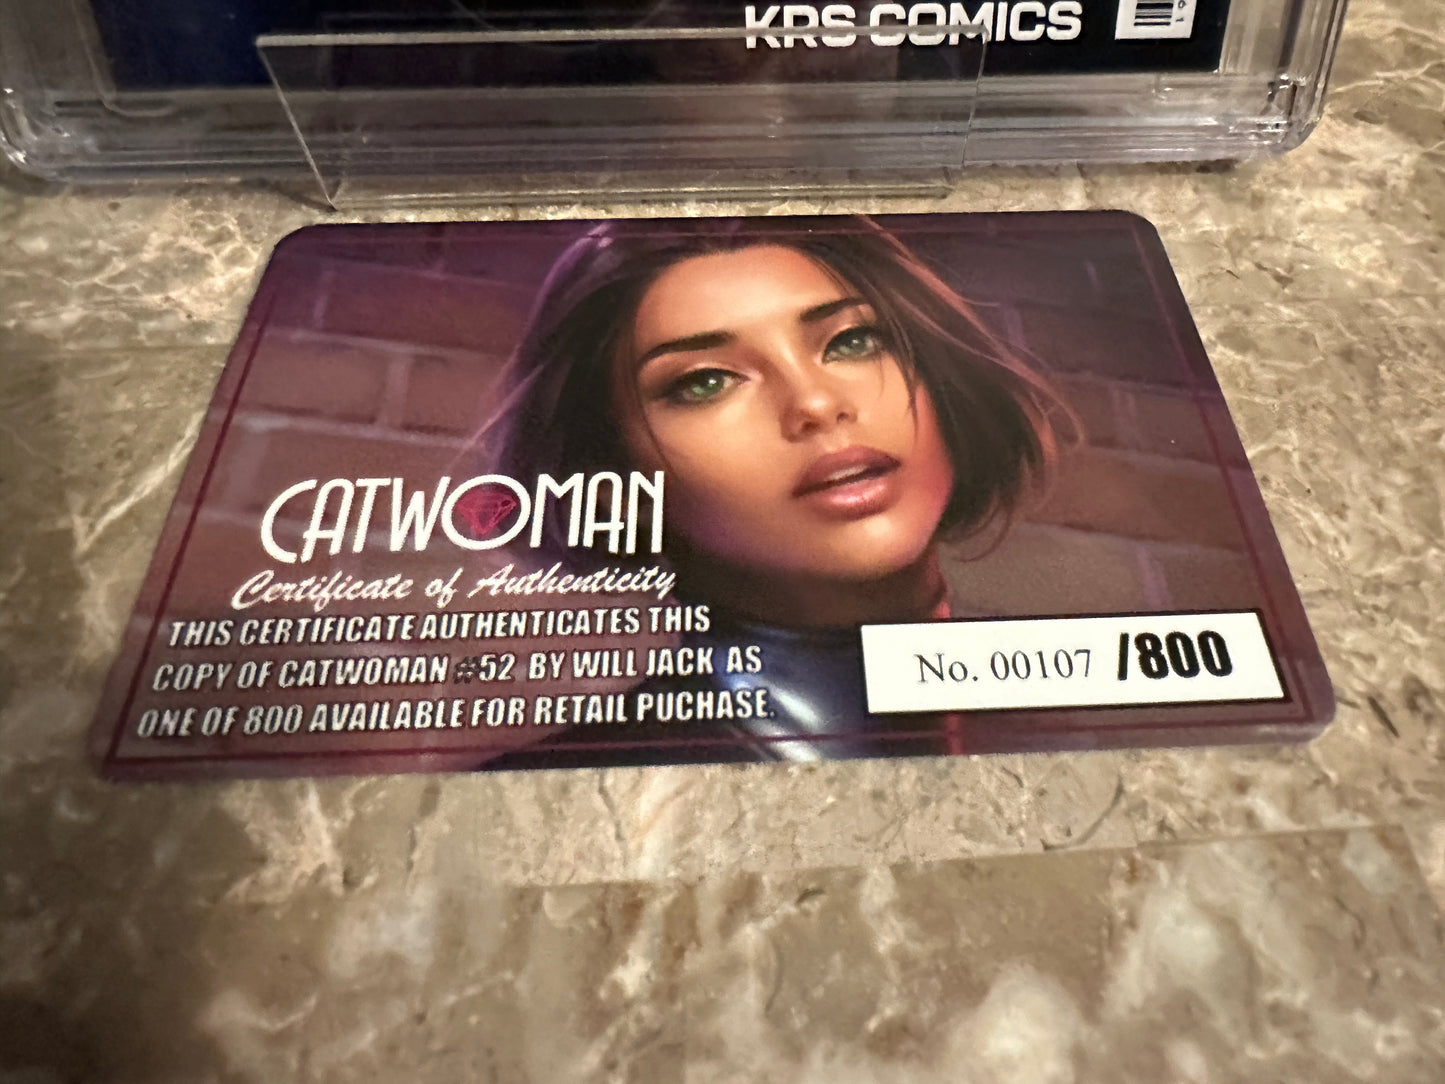 KRS COMICS
61
CATWOMAN
Certificate of Authenticity
THIS CERTIFICATE AUTHENTICATES THIS
COPY OF CATWOMAN #52 BY WILL JACK AS
ONE OF 800 AVAILABLE FOR RETAIL PUCHASE.
No. 00107 /800